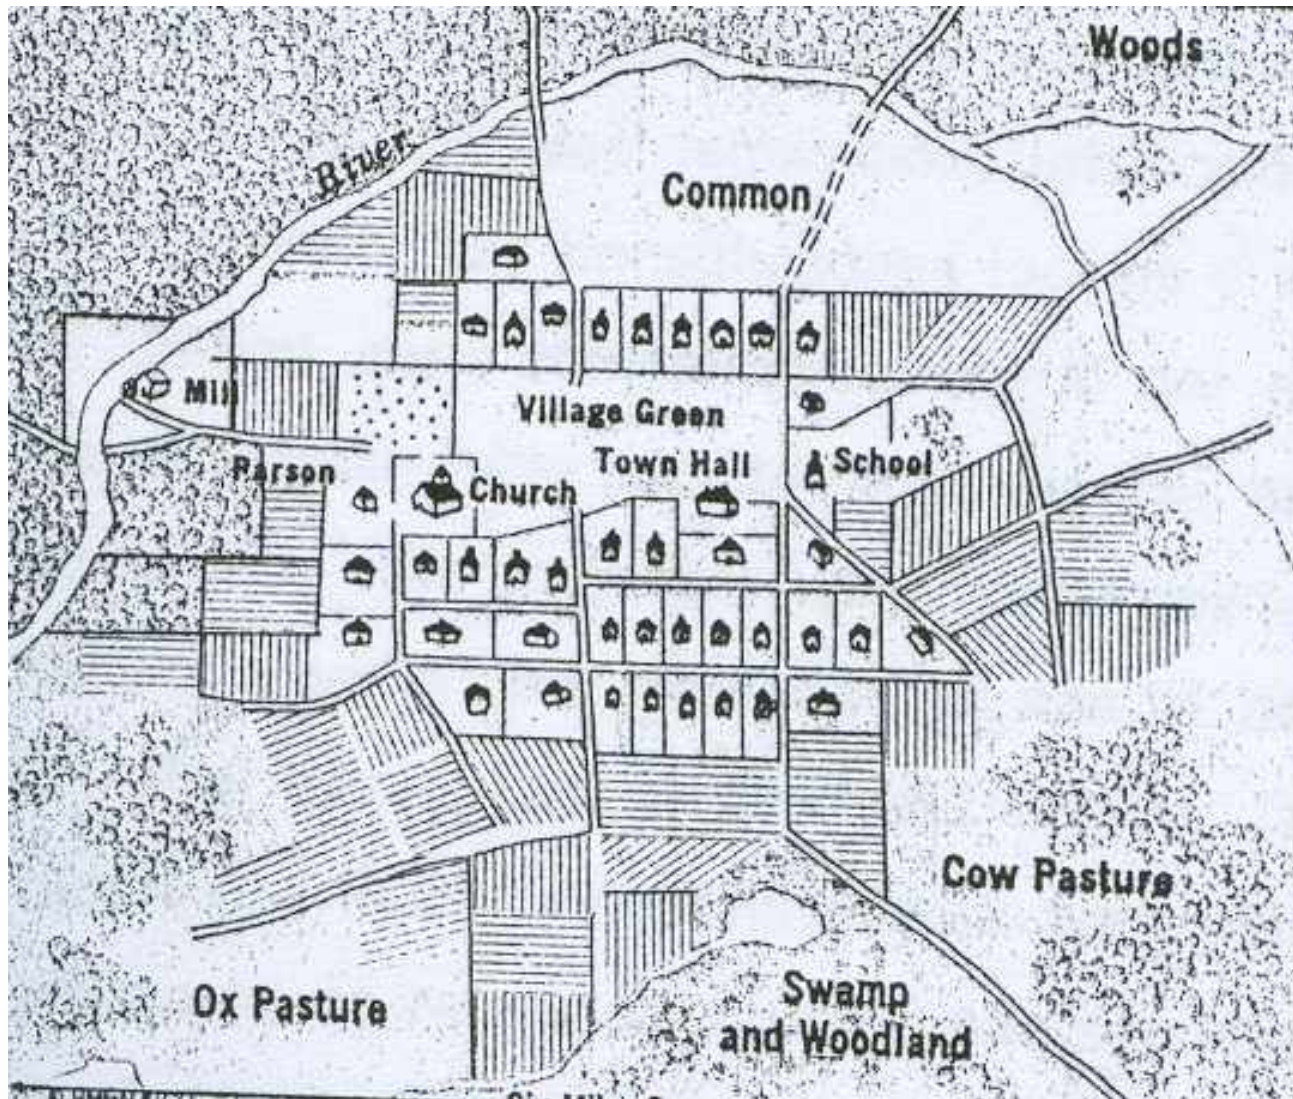 Woods
River
Common
Mill
Village Green
Parson
Church
Town Hall
School
Cow Pasture
Ox Pasture
Swamp
and Woodland